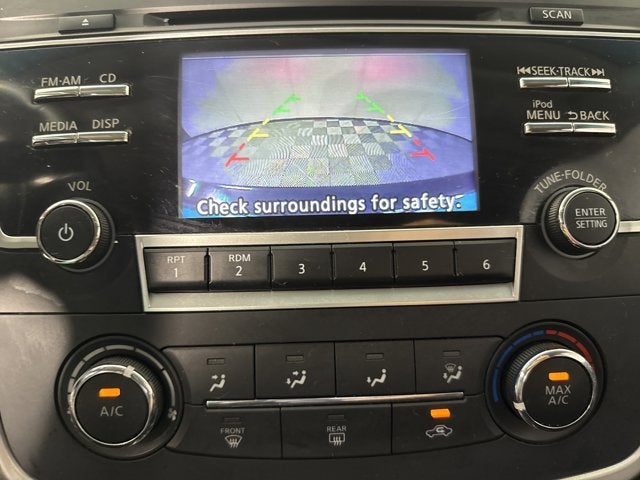 SCAN
FM·AM CD
SEEK·TRACK
iPod
MEDIA DISP
MENU BACK
VOL
TUNE·FOLDER
Check surroundings for safety.
ENTER
SETTING
RPT
1
RDM
2
3
4
5
6
A/C
MAX
A/C
FRONT
REAR